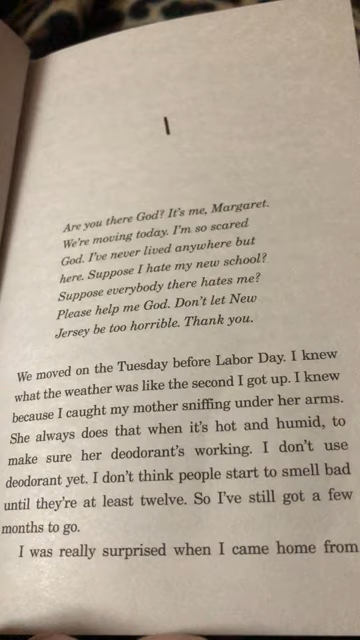 1
Are you there God? It's me, Margaret.
We're moving today. I'm so scared
God. I've never lived anywhere but
here. Suppose I hate my new school?
Suppose everybody there hates me?
Please help me God. Don't let New
Jersey be too horrible. Thank you.
We moved on the Tuesday before Labor Day. I knew
what the weather was like the second I got up. I knew
because I caught my mother sniffing under her arms.
She always does that when it's hot and humid, to
make sure her deodorant's working. I don't use
deodorant yet. I don't think people start to smell bad
until they're at least twelve. So I've still got a few
months to go.
I was really surprised when I came home from